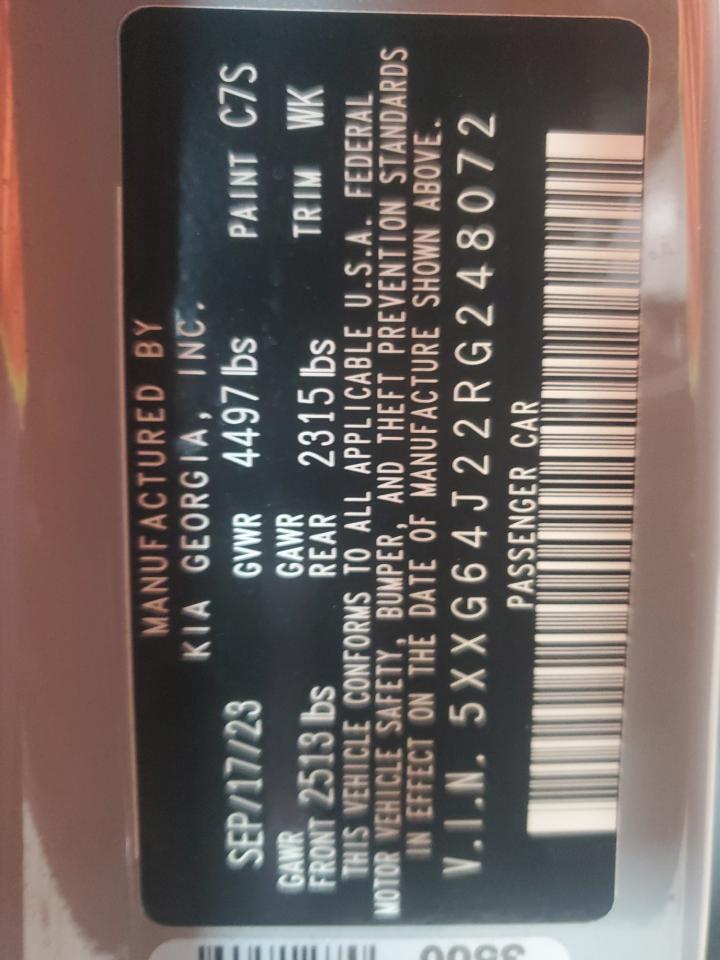 MANUFACTURED BY
KIA GEORGIA, INC.
SEP/17/23 GVWR 4497 lbs PAINT C7S
GAWR GAWR
FRONT 2513 lbs REAR 2315 lbs TRIM WK
THIS VEHICLE CONFORMS TO ALL APPLICABLE U.S.A. FEDERAL
MOTOR VEHICLE SAFETY, BUMPER, AND THEFT PREVENTION STANDARDS
IN EFFECT ON THE DATE OF MANUFACTURE SHOWN ABOVE.
V.I.N. 5XXG64J22RG248072
PASSENGER CAR